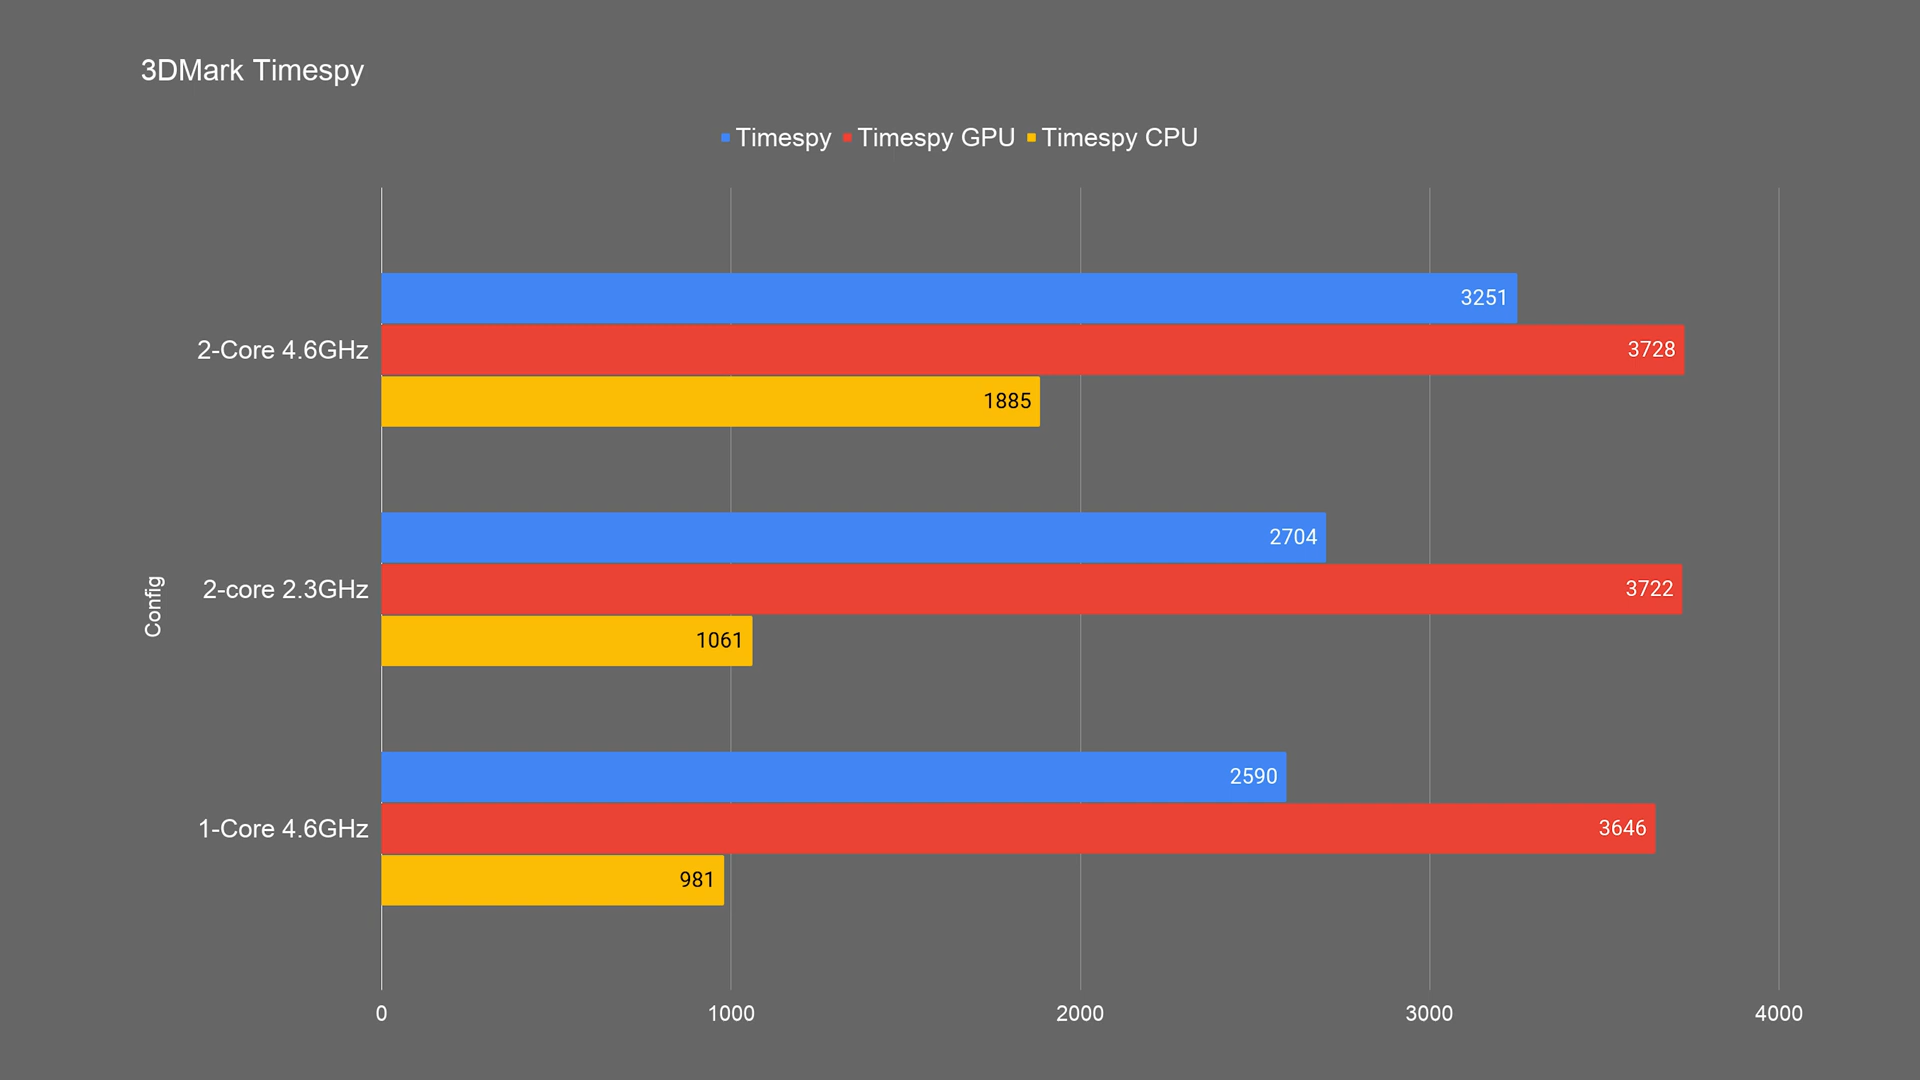 3DMark Timespy
Timespy Timespy GPU Timespy CPU
Config
2-Core 4.6GHz
3251
3728
1885
2-core 2.3GHz
2704
3722
1061
1-Core 4.6GHz
2590
3646
981
0 1000 2000 3000 4000